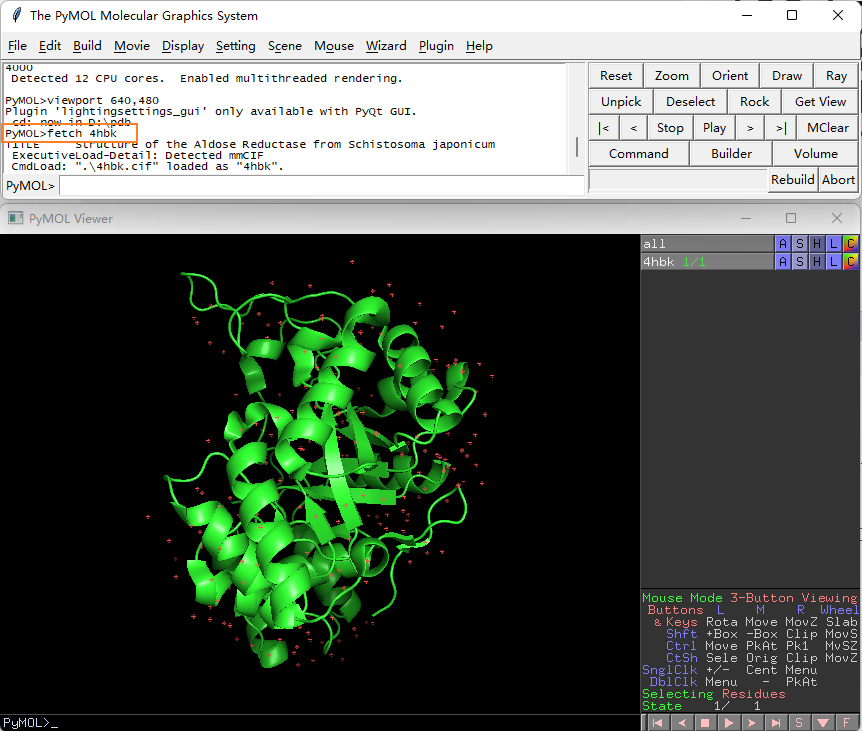 The PyMOL Molecular Graphics System
File Edit Build Movie Display Setting Scene Mouse Wizard Plugin Help
4000
Detected 12 CPU cores.  Enabled multithreaded rendering.
PyMOL>viewport 640,480
Plugin 'lightingsettings_gui' only available with PyQt GUI.
cd: now in D:\pdb
PyMOL>fetch 4hbk
TITLE     Structure of the Aldose Reductase from Schistosoma japonicum
ExecutiveLoad-Detail: Detected mmCIF
CmdLoad: ".\4hbk.cif" loaded as "4hbk".
PyMOL>
Reset Zoom Orient Draw Ray
Unpick Deselect Rock Get View
|< < Stop Play > >| MClear
Command Builder Volume
Rebuild Abort
PyMOL Viewer
all A S H L C
4hbk 1/1 A S H L C
Mouse Mode 3-Button Viewing
Buttons L M R Wheel
& Keys Rota Move MovZ Slab
Shft +Box -Box Clip MovS
Ctrl Move PkAt Pk1 MvSZ
CtSh Sele Orig Clip MovZ
SnglClk +/- Cent Menu
DblClk Menu - PkAt
Selecting Residues
State 1/ 1
PyMOL>_
S F